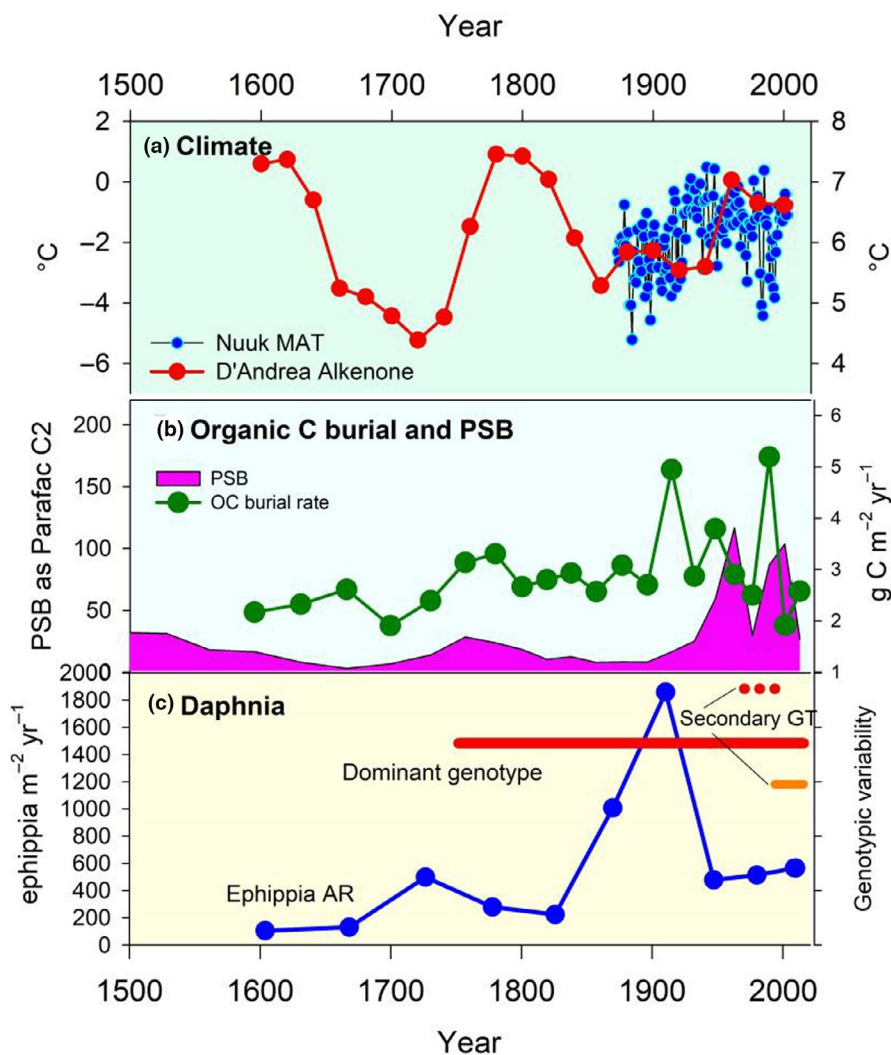 Year
1500 1600 1700 1800 1900 2000
(a) Climate
2
0
−2
−4
−6
°C
8
7
6
5
4
°C
Nuuk MAT
D'Andrea Alkenone
(b) Organic C burial and PSB
PSB
OC burial rate
200
150
100
50
0
PSB as Parafac C2
6
5
4
3
2
1
g C m−2 yr−1
(c) Daphnia
2000
1800
1600
1400
1200
1000
800
600
400
200
0
ephippia m−2 yr−1
Secondary GT
Dominant genotype
Ephippia AR
Genotypic variability
1500 1600 1700 1800 1900 2000
Year